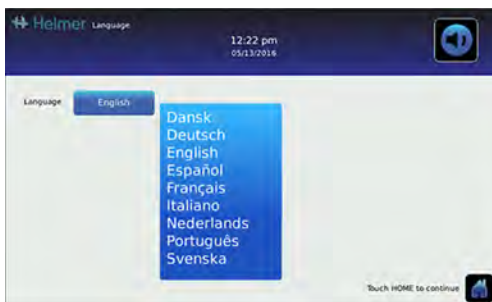 Helmer Language
12:22 pm
05/13/2016
Language English
Dansk
Deutsch
English
Español
Français
Italiano
Nederlands
Português
Svenska
Touch HOME to continue